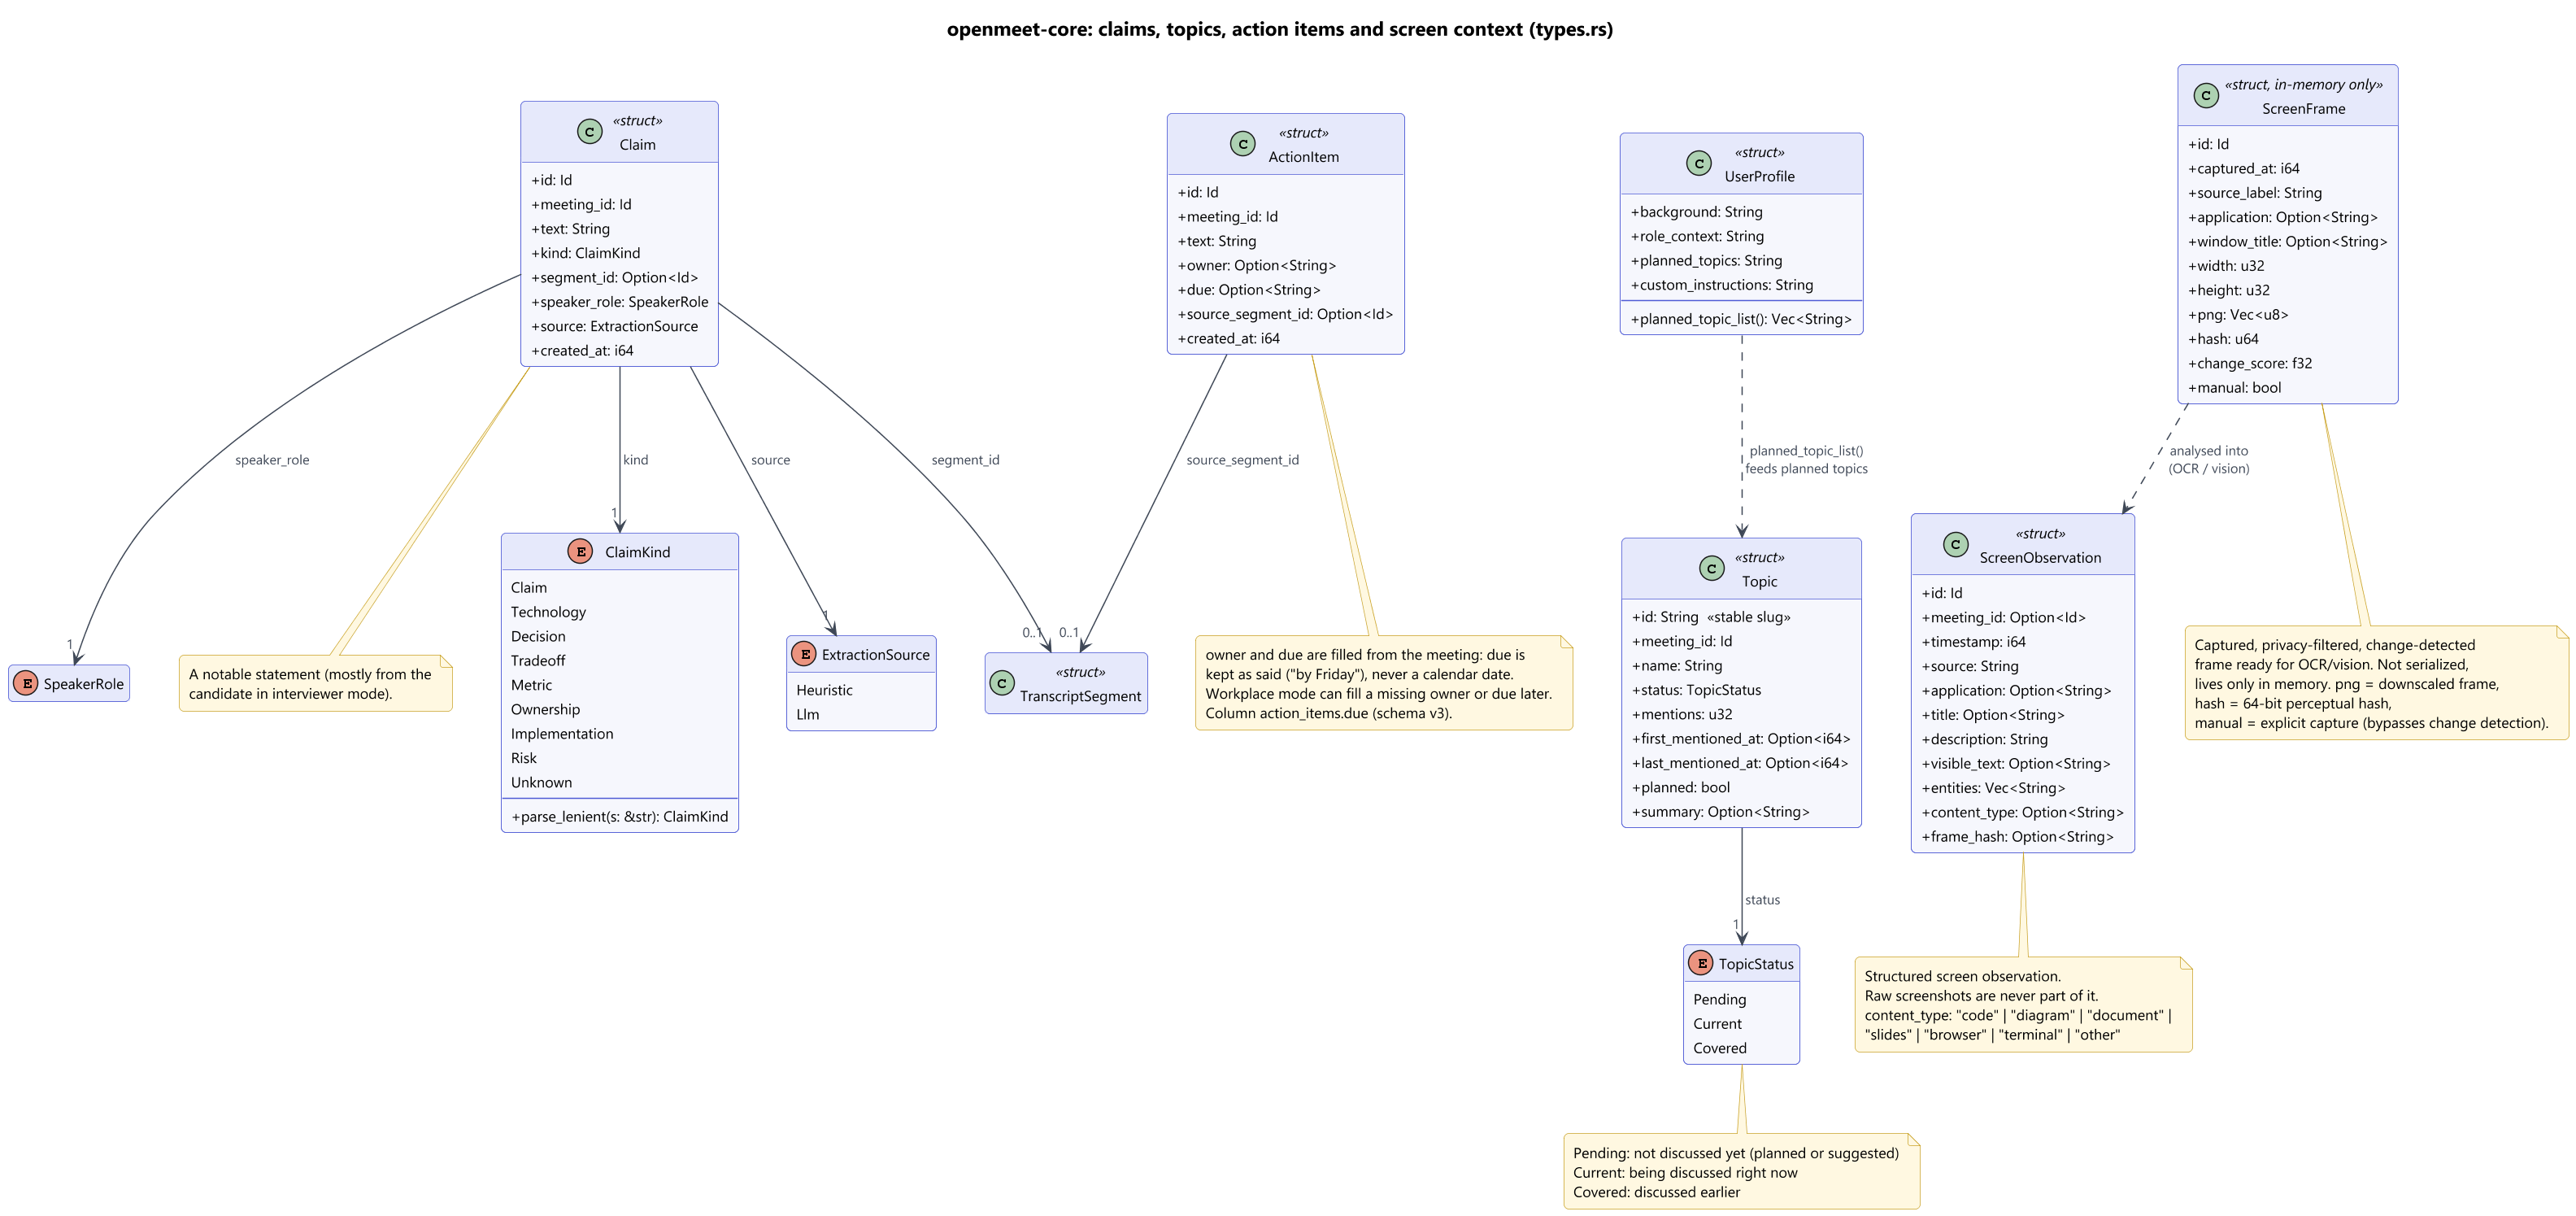 openmeet-core: claims, topics, action items and screen context (types.rs)
C
«struct»
Claim
+id: Id
+meeting_id: Id
+text: String
+kind: ClaimKind
+segment_id: Option<Id>
+speaker_role: SpeakerRole
+source: ExtractionSource
+created_at: i64
C
«struct»
ActionItem
+id: Id
+meeting_id: Id
+text: String
+owner: Option<String>
+due: Option<String>
+source_segment_id: Option<Id>
+created_at: i64
C
«struct»
UserProfile
+background: String
+role_context: String
+planned_topics: String
+custom_instructions: String
+planned_topic_list(): Vec<String>
C
«struct, in-memory only»
ScreenFrame
+id: Id
+captured_at: i64
+source_label: String
+application: Option<String>
+window_title: Option<String>
+width: u32
+height: u32
+png: Vec<u8>
+hash: u64
+change_score: f32
+manual: bool
speaker_role
1
kind
1
source
1
segment_id
0..1
source_segment_id
0..1
planned_topic_list()
feeds planned topics
analysed into
(OCR / vision)
E
SpeakerRole
A notable statement (mostly from the
candidate in interviewer mode).
E
ClaimKind
Claim
Technology
Decision
Tradeoff
Metric
Ownership
Implementation
Risk
Unknown
+parse_lenient(s: &str): ClaimKind
E
ExtractionSource
Heuristic
Llm
C
«struct»
TranscriptSegment
owner and due are filled from the meeting: due is
kept as said ("by Friday"), never a calendar date.
Workplace mode can fill a missing owner or due later.
Column action_items.due (schema v3).
C
«struct»
Topic
+id: String «stable slug»
+meeting_id: Id
+name: String
+status: TopicStatus
+mentions: u32
+first_mentioned_at: Option<i64>
+last_mentioned_at: Option<i64>
+planned: bool
+summary: Option<String>
C
«struct»
ScreenObservation
+id: Id
+meeting_id: Option<Id>
+timestamp: i64
+source: String
+application: Option<String>
+title: Option<String>
+description: String
+visible_text: Option<String>
+entities: Vec<String>
+content_type: Option<String>
+frame_hash: Option<String>
Captured, privacy-filtered, change-detected
frame ready for OCR/vision. Not serialized,
lives only in memory. png = downscaled frame,
hash = 64-bit perceptual hash,
manual = explicit capture (bypasses change detection).
status
1
E
TopicStatus
Pending
Current
Covered
Structured screen observation.
Raw screenshots are never part of it.
content_type: "code" | "diagram" | "document" |
"slides" | "browser" | "terminal" | "other"
Pending: not discussed yet (planned or suggested)
Current: being discussed right now
Covered: discussed earlier